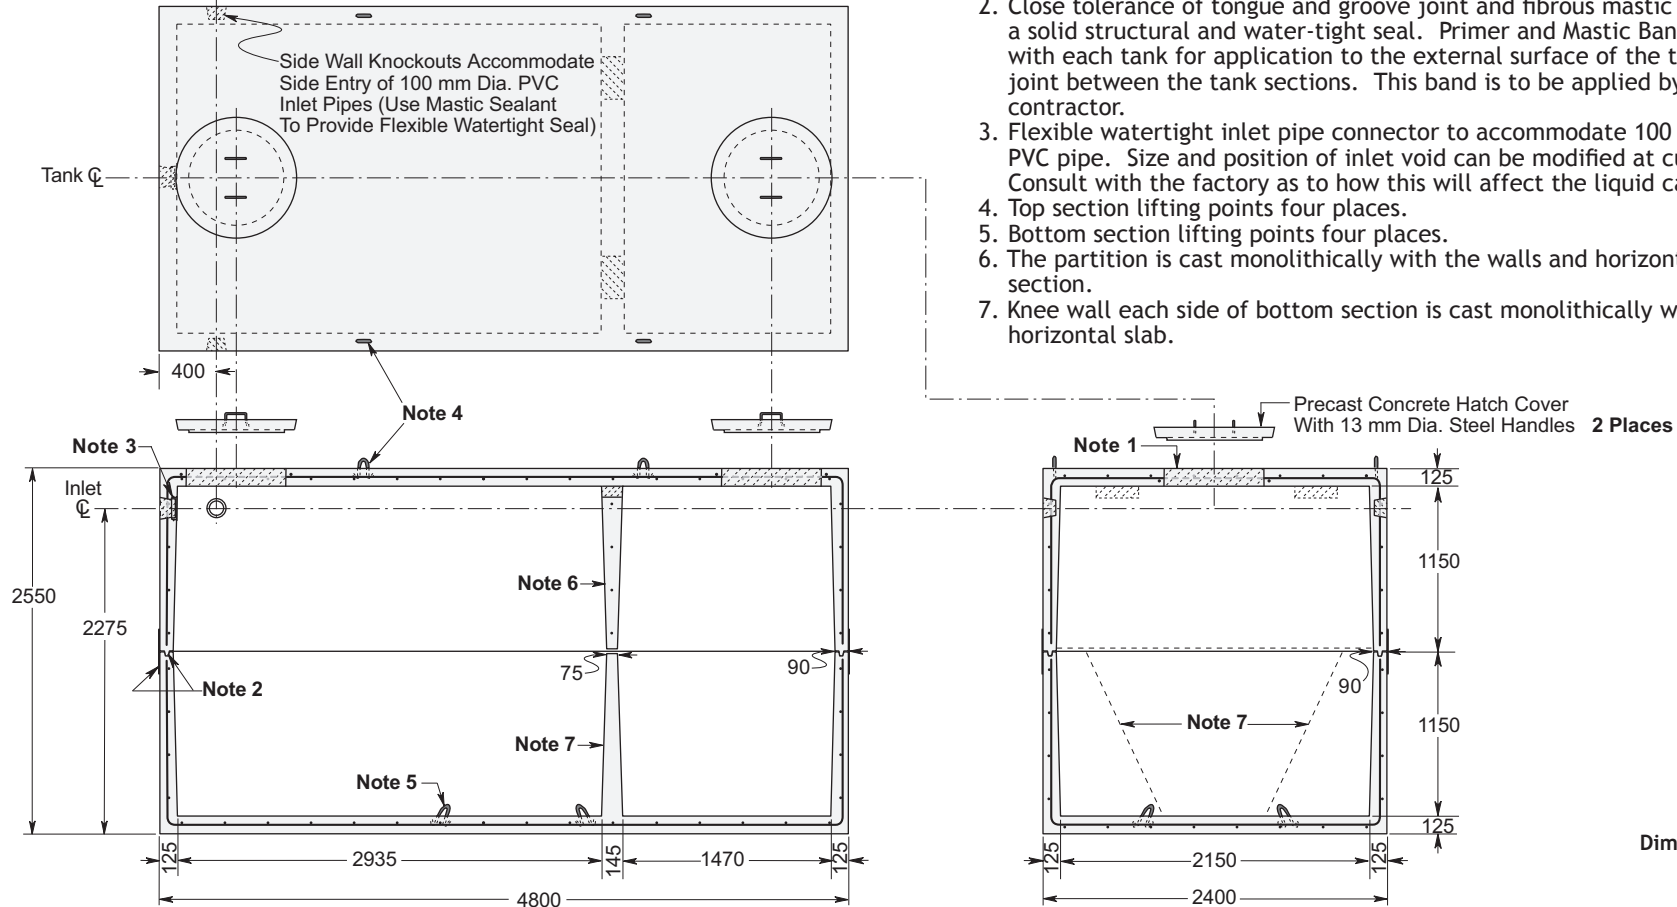 2. Close tolerance of tongue and groove joint and fibrous mastic
a solid structural and water-tight seal. Primer and Mastic Ban
with each tank for application to the external surface of the t
joint between the tank sections. This band is to be applied by
contractor.
3. Flexible watertight inlet pipe connector to accommodate 100
PVC pipe. Size and position of inlet void can be modified at cu
Consult with the factory as to how this will affect the liquid ca
4. Top section lifting points four places.
5. Bottom section lifting points four places.
6. The partition is cast monolithically with the walls and horizont
section.
7. Knee wall each side of bottom section is cast monolithically w
horizontal slab.
Side Wall Knockouts Accommodate
Side Entry of 100 mm Dia. PVC
Inlet Pipes (Use Mastic Sealant
To Provide Flexible Watertight Seal)
Tank ℄
400
Note 4
Note 3
Inlet
℄
2550
2275
Note 6
75
90
Note 2
Note 7
Note 5
125
2935
145
1470
125
4800
Precast Concrete Hatch Cover
With 13 mm Dia. Steel Handles 2 Places
Note 1
125
1150
90
Note 7
1150
125
125
2150
125
2400
Dim